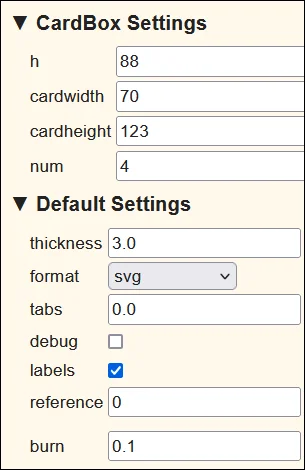 ▼ CardBox Settings
h 88
cardwidth 70
cardheight 123
num 4
▼ Default Settings
thickness 3.0
format svg
tabs 0.0
debug
labels
reference 0
burn 0.1